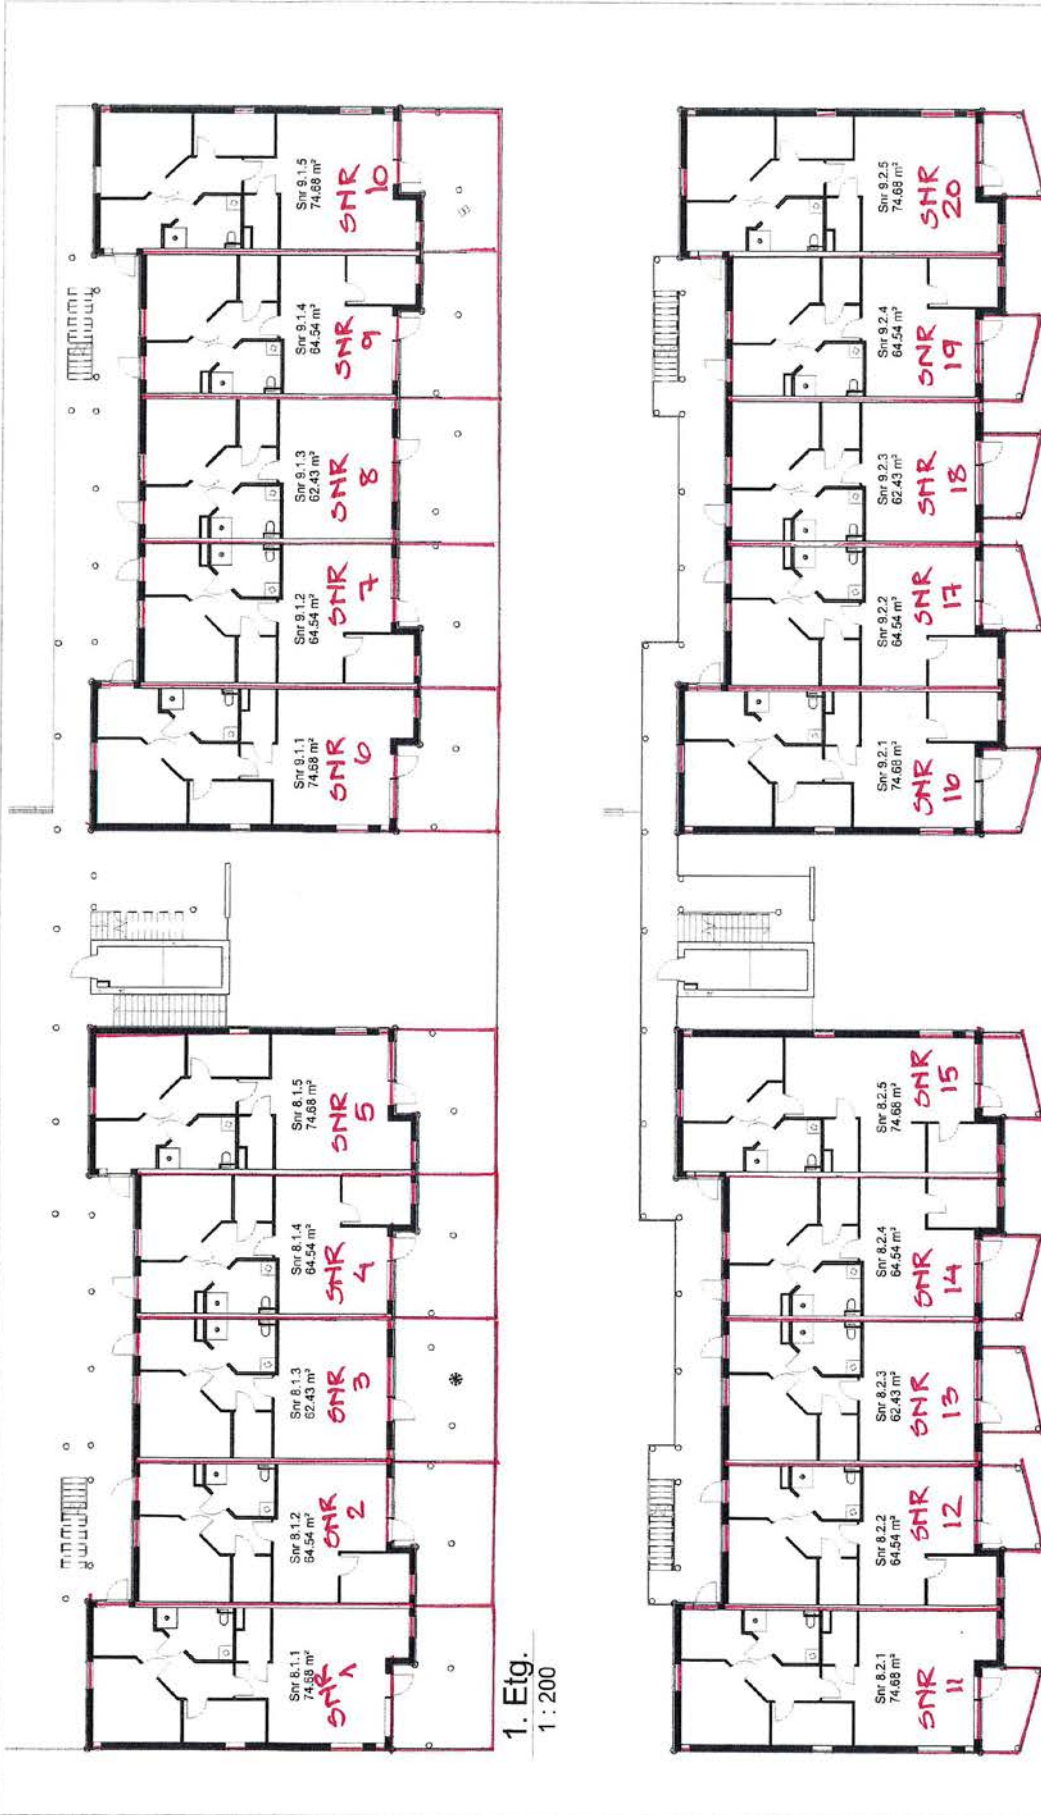 Snr 9.1.5
74.68 m²
SNR
10
Snr 9.1.4
64.54 m²
SNR
9
Snr 9.1.3
62.43 m²
SNR
8
Snr 9.1.2
64.54 m²
SNR
7
Snr 9.1.1
74.68 m²
SNR
6
Snr 8.1.5
74.68 m²
SNR
5
Snr 8.1.4
64.54 m²
SNR
4
Snr 8.1.3
62.43 m²
SNR
3
Snr 8.1.2
64.54 m²
SNR
2
Snr 8.1.1
74.68 m²
SNR
1
1. Etg.
1 : 200
Snr 9.2.5
74.68 m²
SNR
20
Snr 9.2.4
64.54 m²
SNR
19
Snr 9.2.3
62.43 m²
SNR
18
Snr 9.2.2
64.54 m²
SNR
17
Snr 9.2.1
74.68 m²
SNR
16
Snr 8.2.5
74.68 m²
SNR
15
Snr 8.2.4
64.54 m²
SNR
14
Snr 8.2.3
62.43 m²
SNR
13
Snr 8.2.2
64.54 m²
SNR
12
Snr 8.2.1
74.68 m²
SNR
11